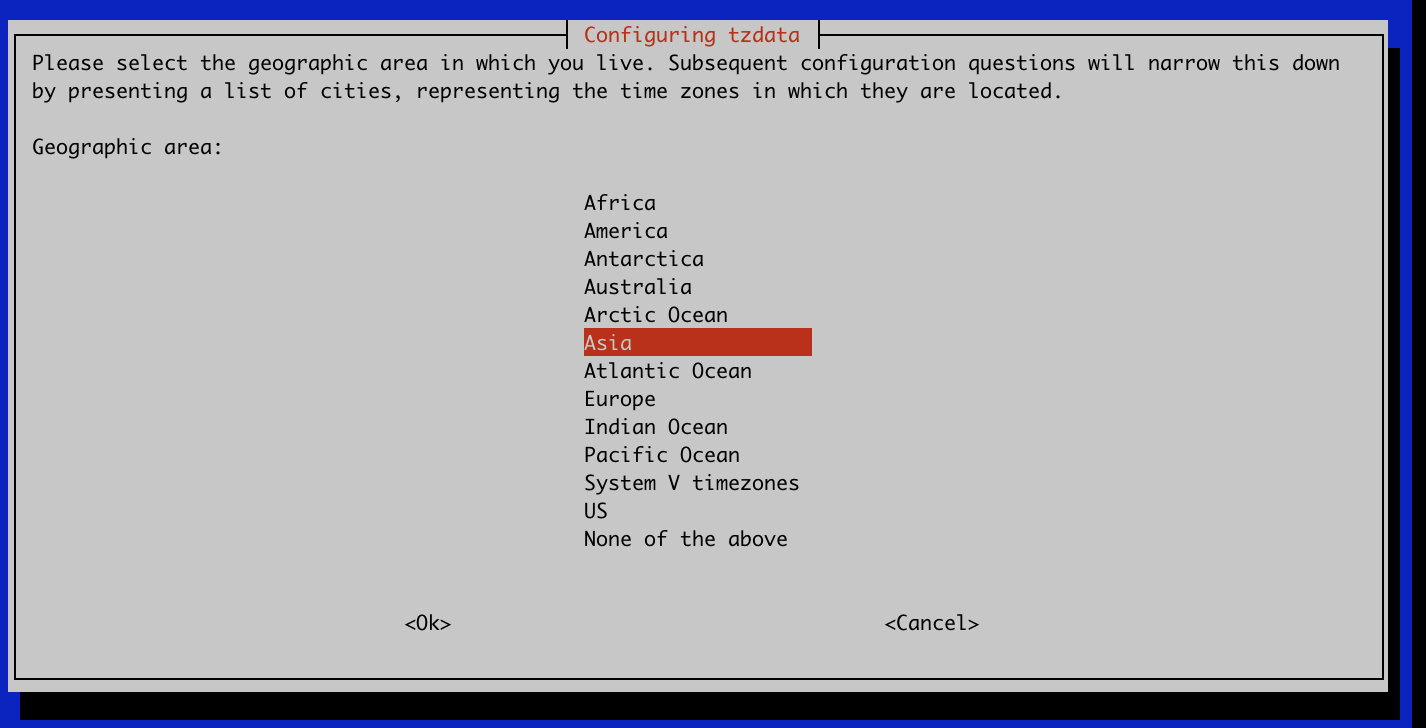 Configuring tzdata
Please select the geographic area in which you live. Subsequent configuration questions will narrow this down
by presenting a list of cities, representing the time zones in which they are located.
Geographic area:
Africa
America
Antarctica
Australia
Arctic Ocean
Asia
Atlantic Ocean
Europe
Indian Ocean
Pacific Ocean
System V timezones
US
None of the above
<Ok> <Cancel>